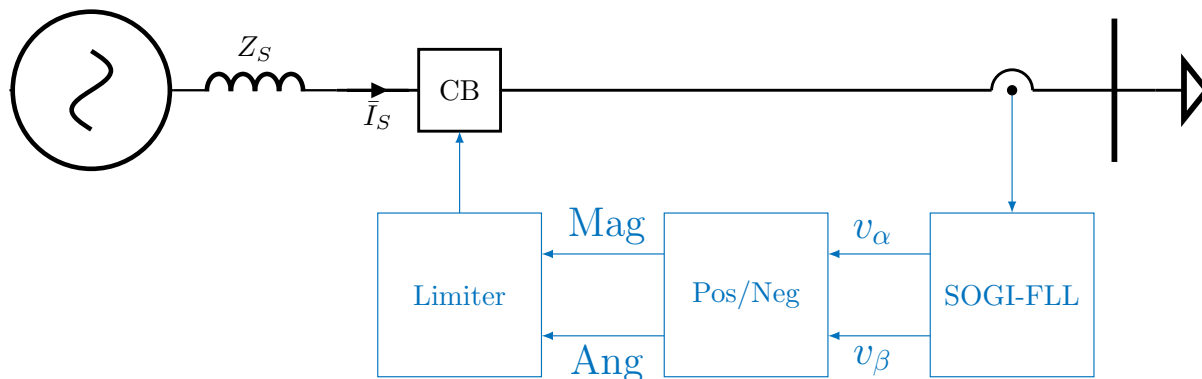 Z_S
Ī_S
CB
Mag
v_α
Limiter
Pos/Neg
SOGI-FLL
Ang
v_β